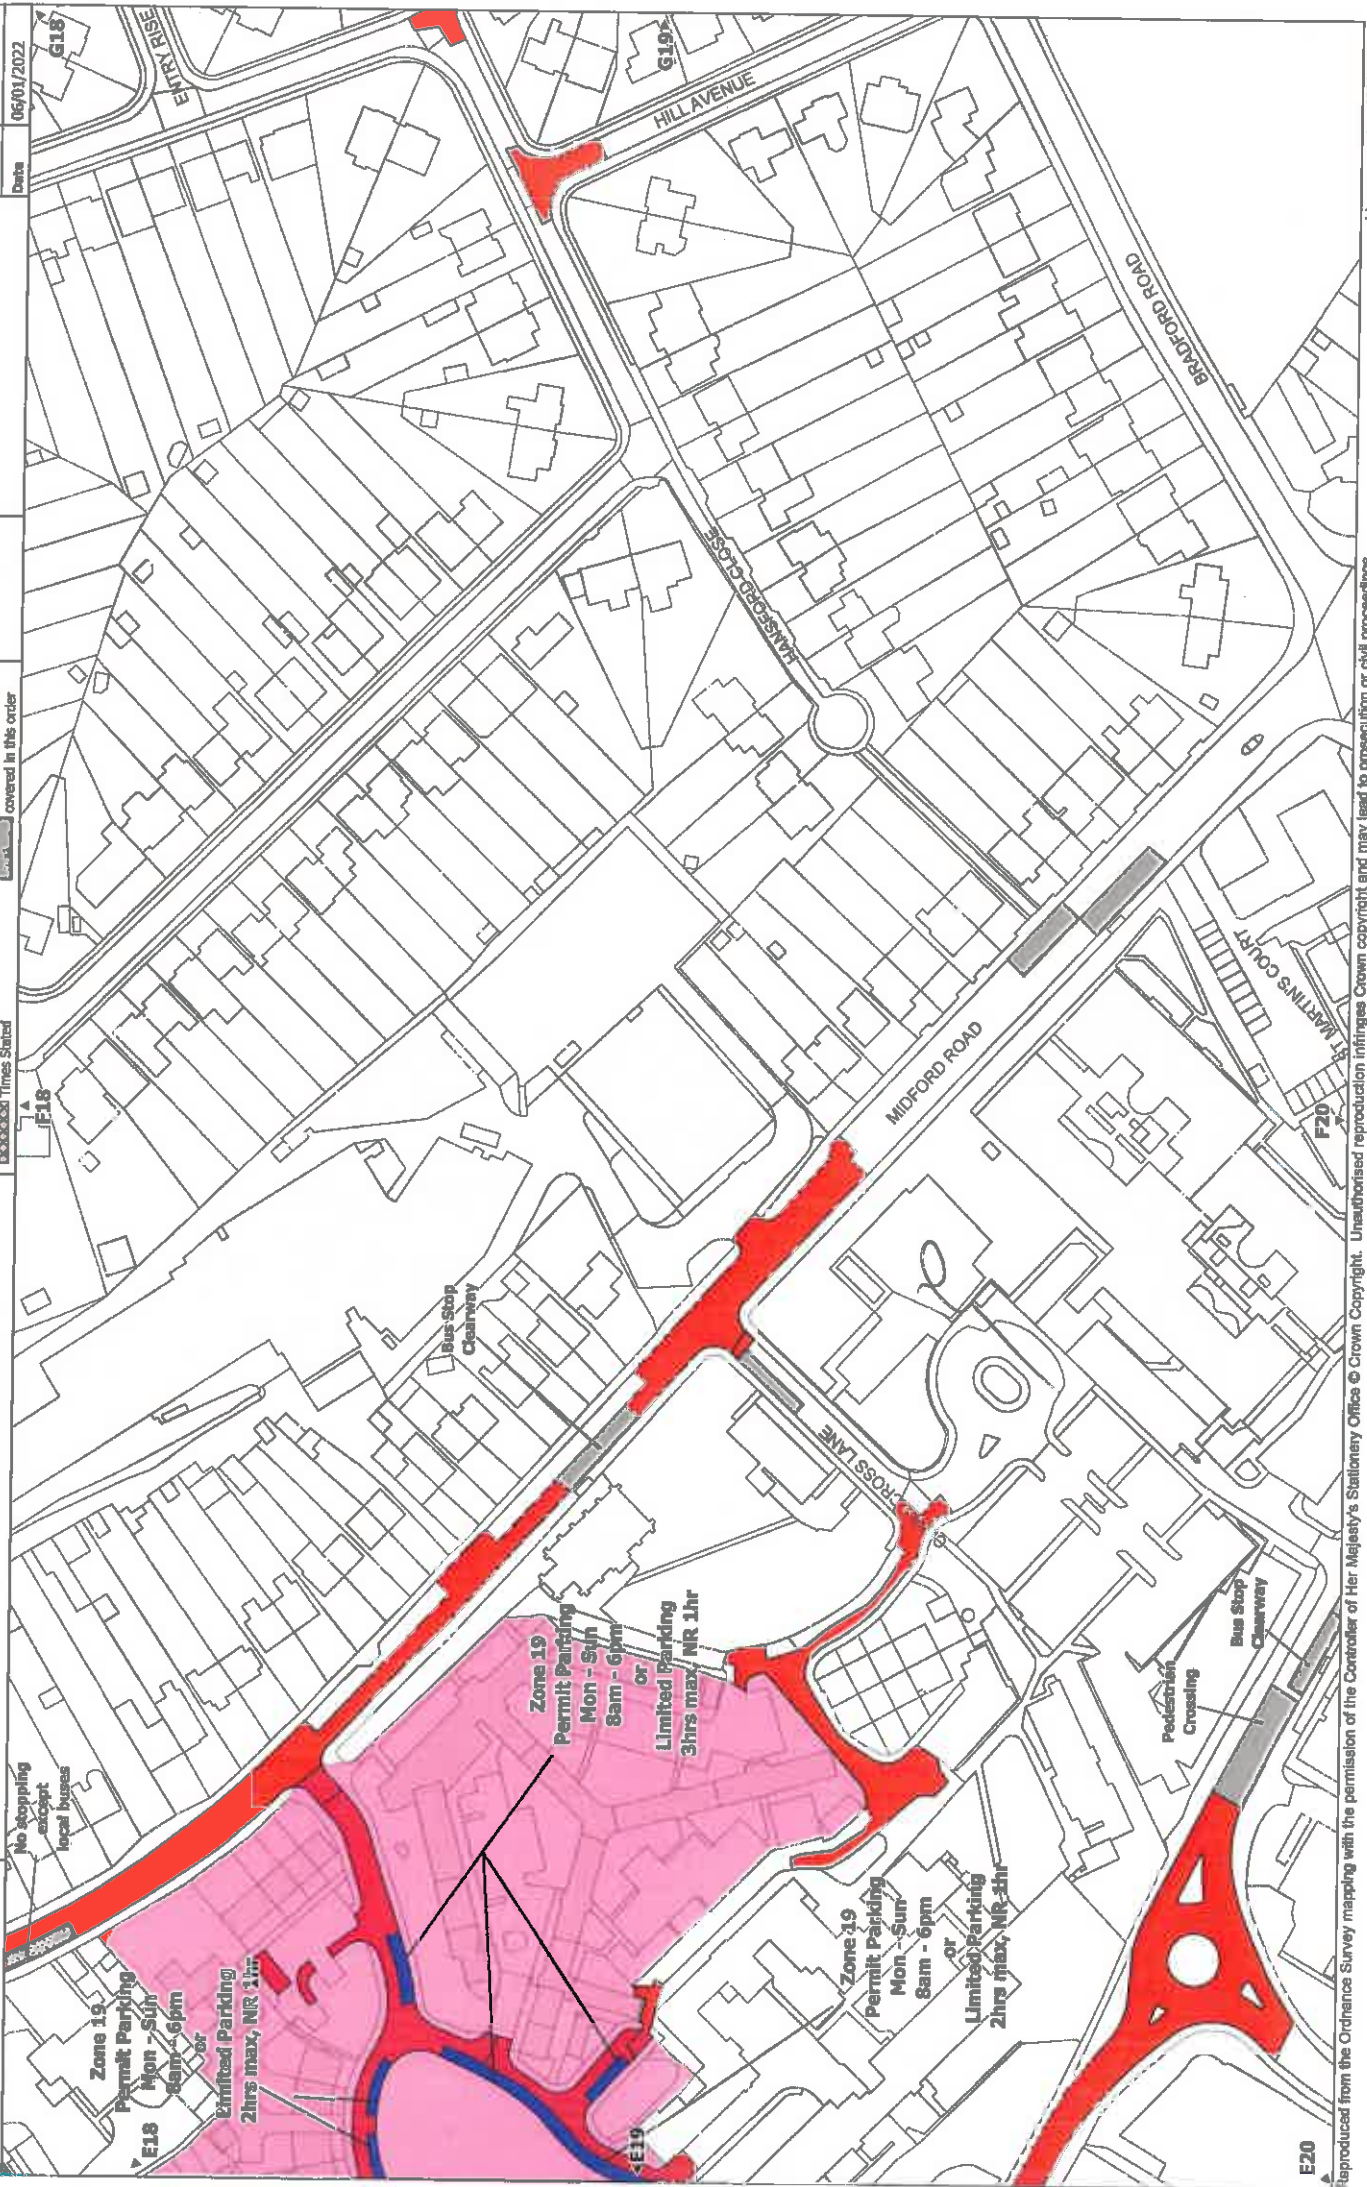 Times Stated
covered in this order
Date
06/01/2022
No stopping
except
local buses
F18
G18
ENTRY RISE
G19
HILL AVENUE
BRADFORD ROAD
HANSFORD CLOSE
Bus Stop
Clearway
MIDFORD ROAD
ST MARTIN'S COURT
F20
CROSS LANE
Zone 19
Permit Parking
Mon - Sun
8am - 6pm
or
Limited Parking
3hrs max, NR 1hr
Zone 19
Permit Parking
Mon - Sun
8am - 6pm
or
Limited Parking
2hrs max, NR 1hr
E18
E19
Zone 19
Permit Parking
Mon - Sun
8am - 6pm
or
Limited Parking
2hrs max, NR 1hr
Pedestrian
Crossing
Bus Stop
Clearway
E20
Reproduced from the Ordnance Survey mapping with the permission of the Controller of Her Majesty's Stationery Office © Crown Copyright. Unauthorised reproduction infringes Crown copyright and may lead to prosecution or civil proceedings